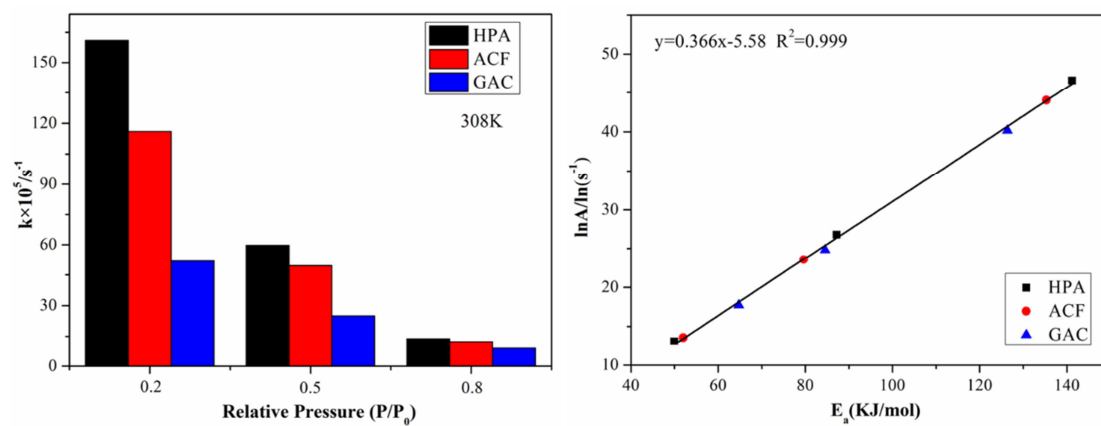 HPA
ACF
GAC
308K
150
120
90
60
30
0
k×10⁵/s⁻¹
0.2
0.5
0.8
Relative Pressure (P/P₀)
y=0.366x-5.58 R²=0.999
50
40
30
20
10
lnA/ln(s⁻¹)
HPA
ACF
GAC
40
60
80
100
120
140
Eₐ(KJ/mol)